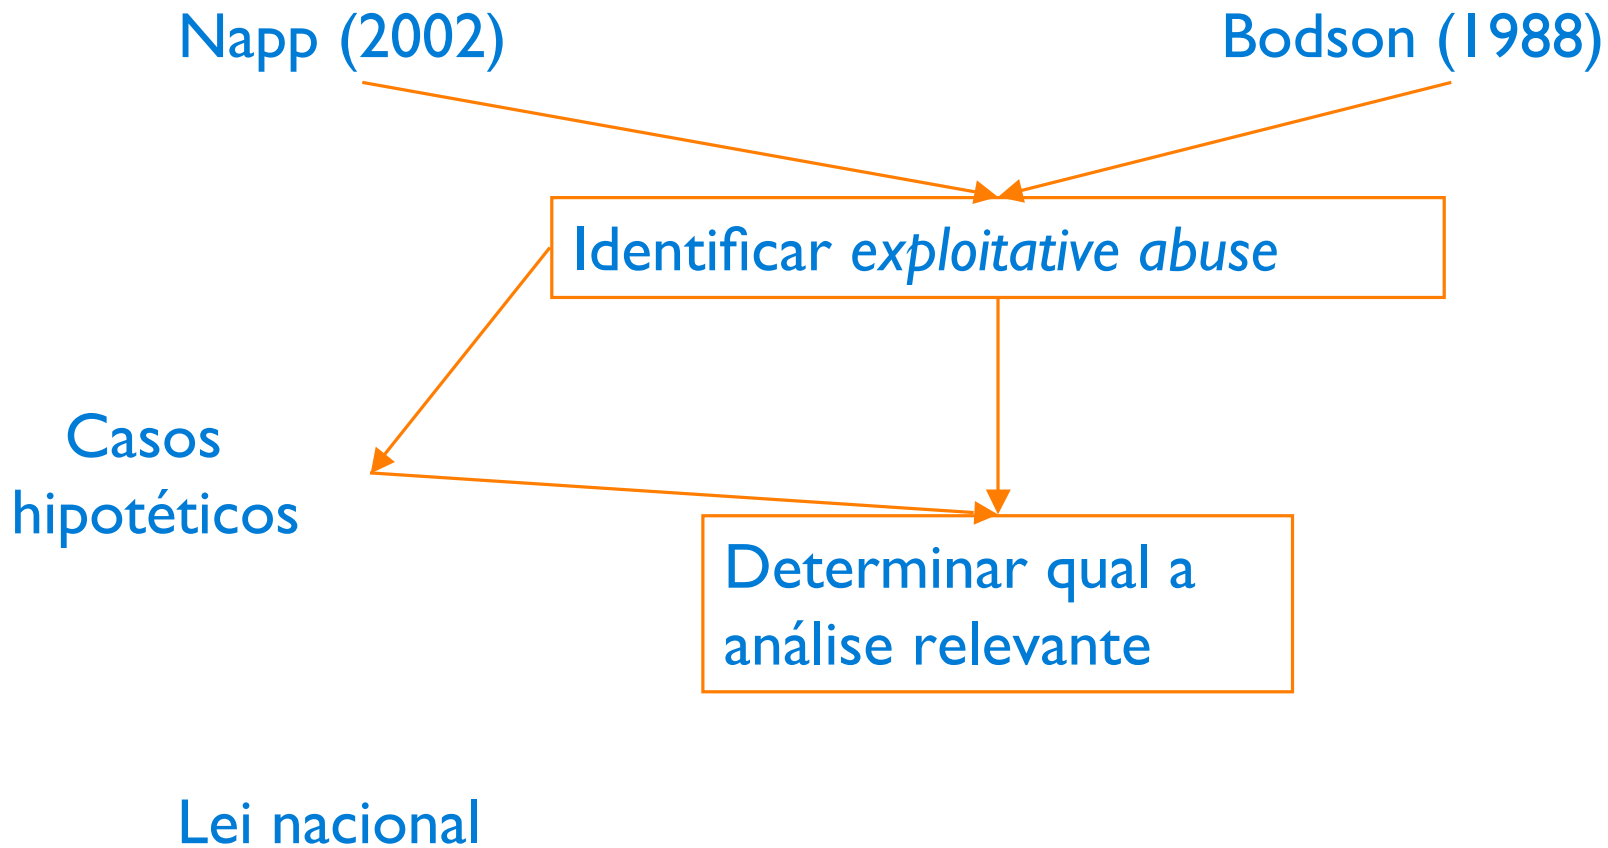 Napp (2002)
Bodson (1988)
Identificar exploitative abuse
Casos
hipotéticos
Determinar qual a
análise relevante
Lei nacional